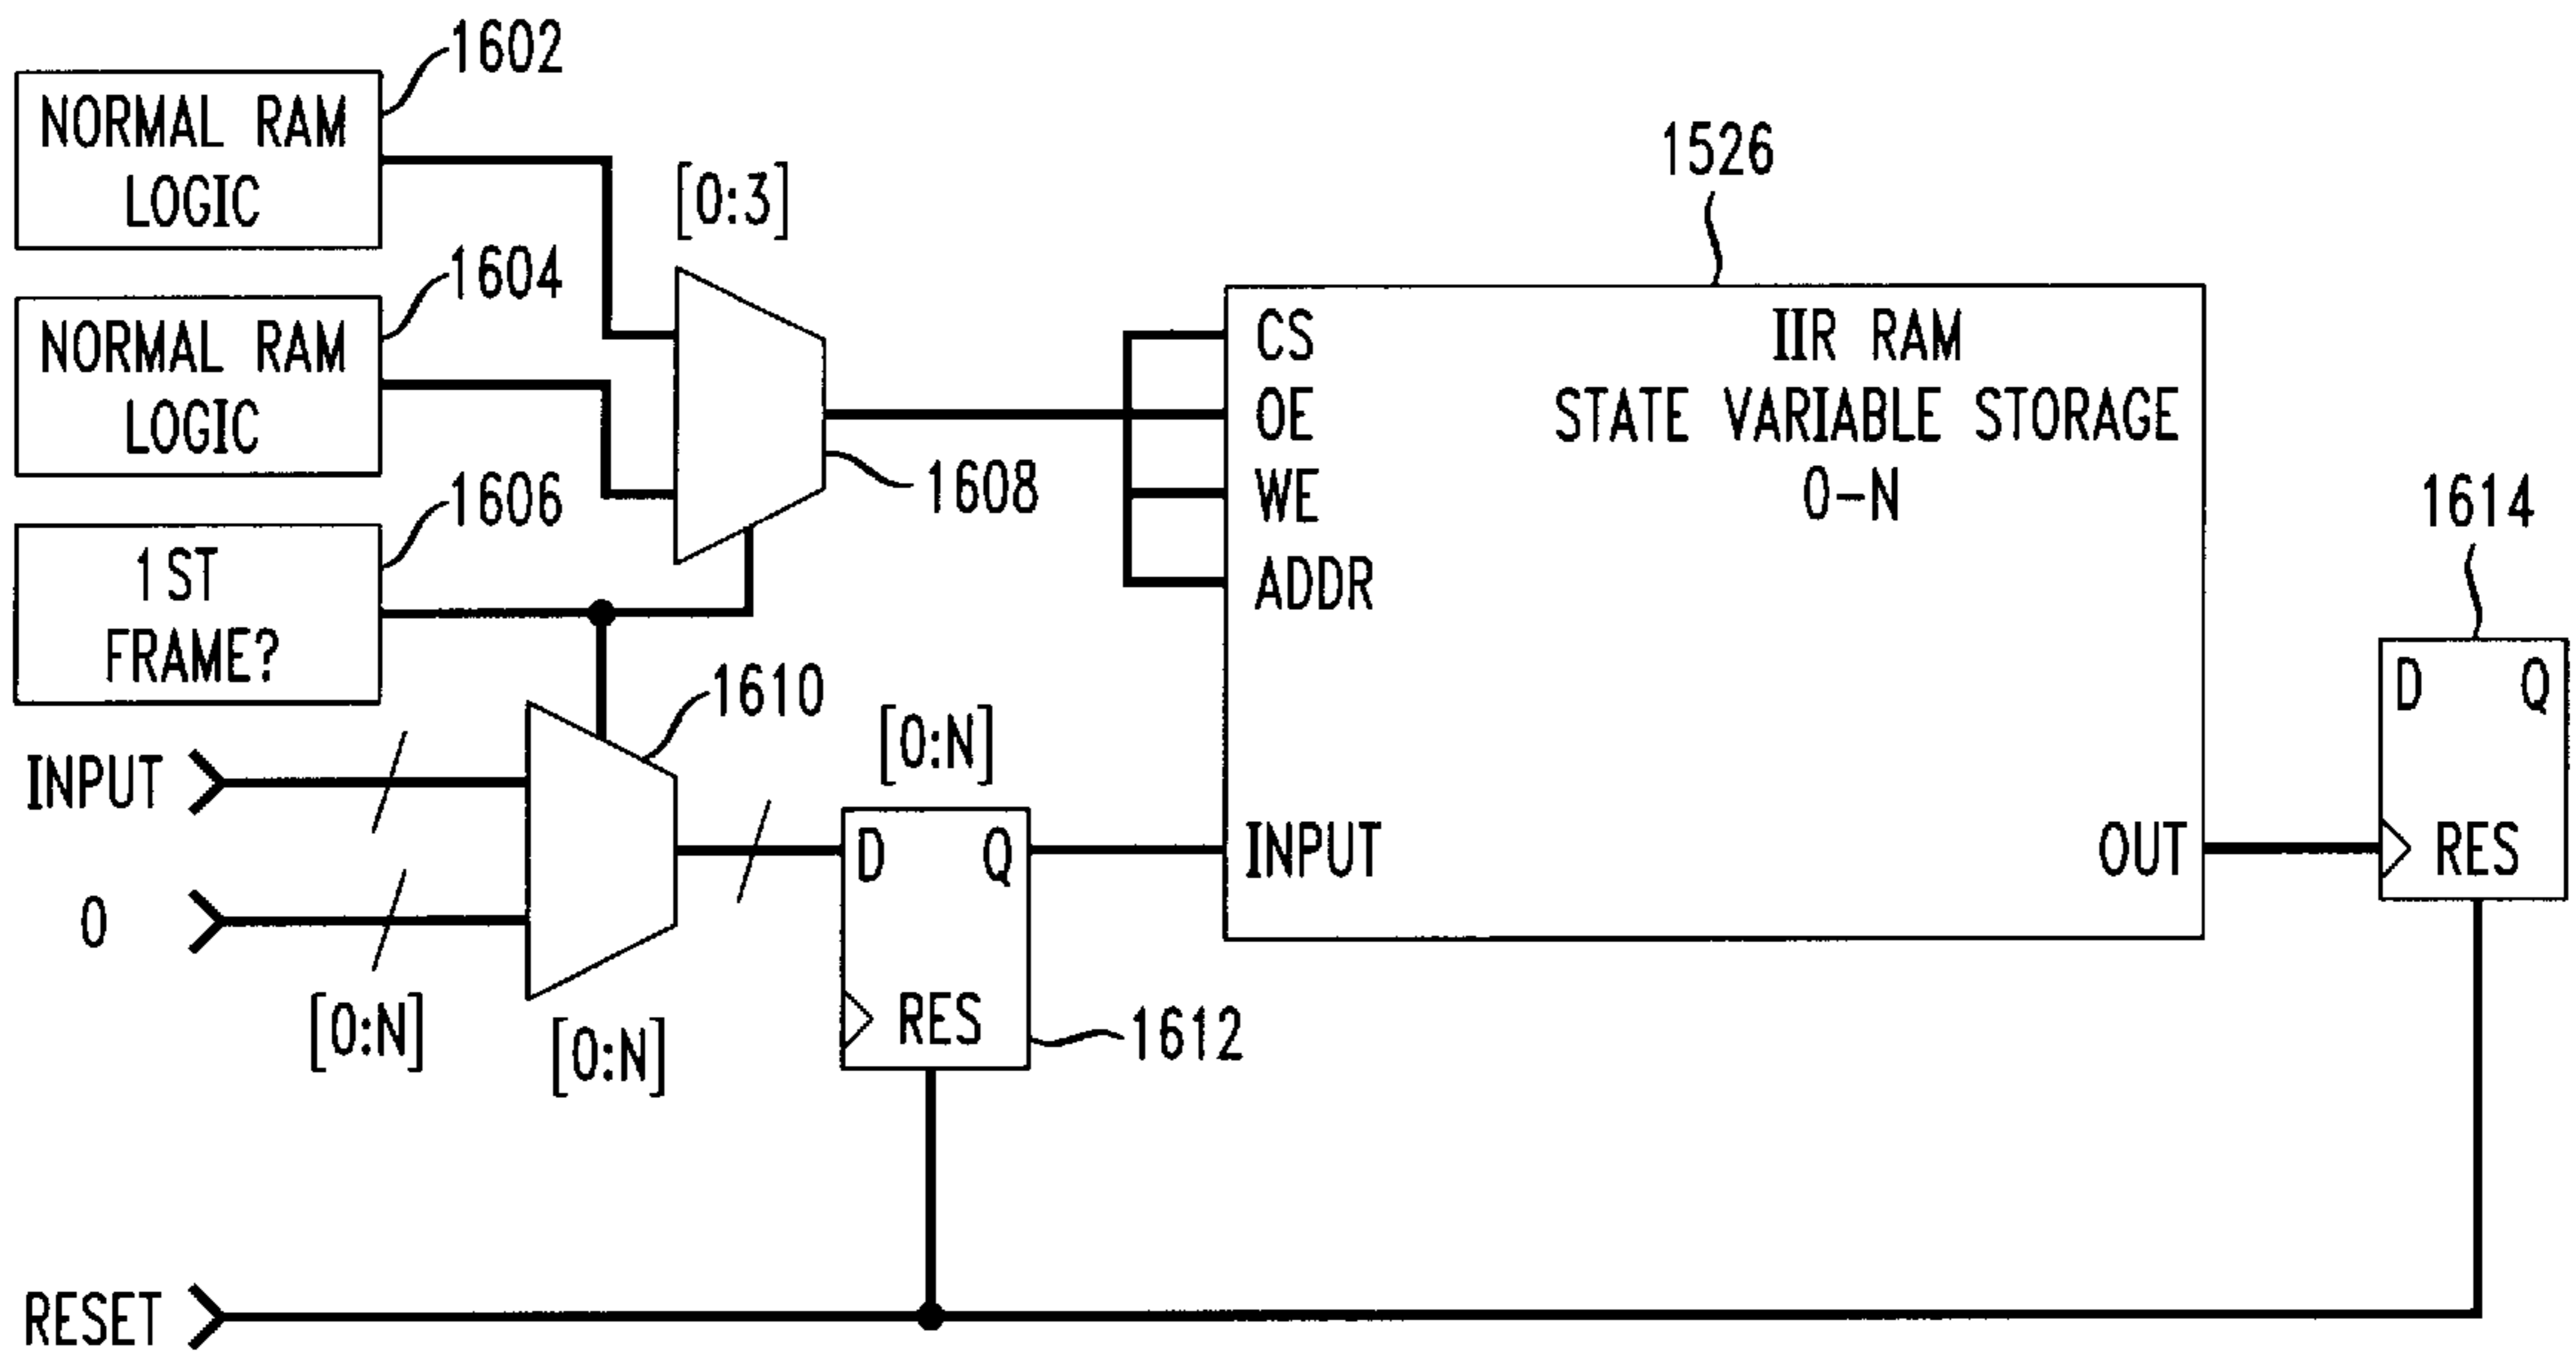 1602
NORMAL RAM
LOGIC
1604
NORMAL RAM
LOGIC
1606
1ST
FRAME?
[0:3]
1608
1526
CS
OE
WE
ADDR
IIR RAM
STATE VARIABLE STORAGE
0-N
INPUT
OUT
1614
D Q
RES
1610
INPUT
0
[0:N]
[0:N]
[0:N]
D Q
RES
1612
RESET